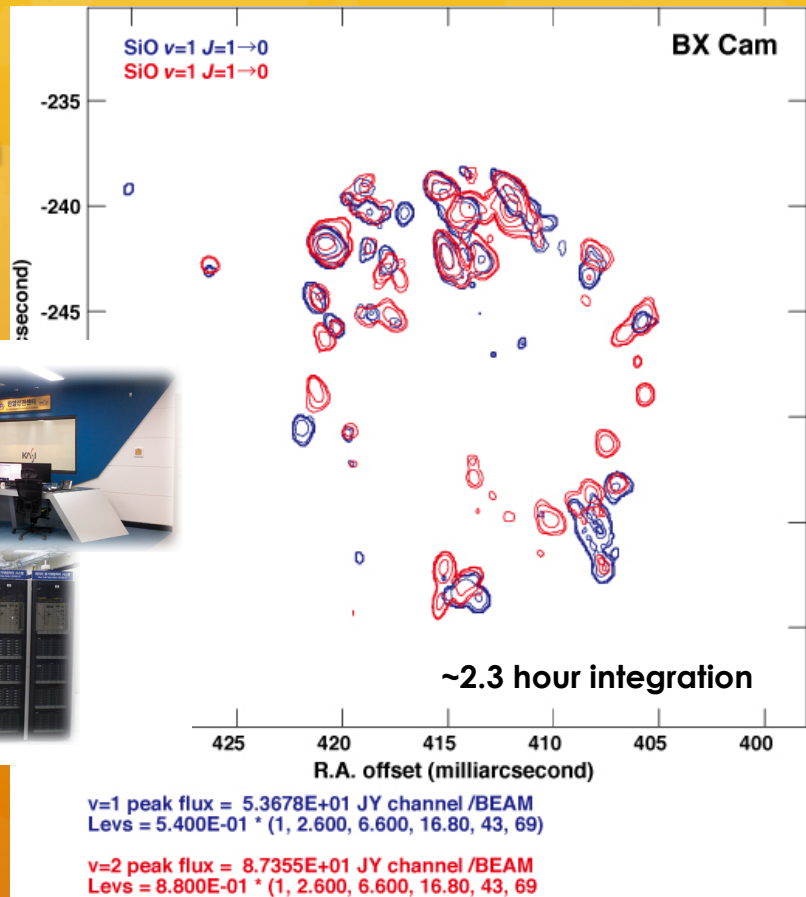 SiO v=1 J=1→0
SiO v=1 J=1→0
BX Cam
-235
-240
-245
csecond)
KASI
~2.3 hour integration
425 420 415 410 405 400
R.A. offset (milliarcsecond)
v=1 peak flux = 5.3678E+01 JY channel /BEAM
Levs = 5.400E-01 * (1, 2.600, 6.600, 16.80, 43, 69)
v=2 peak flux = 8.7355E+01 JY channel /BEAM
Levs = 8.800E-01 * (1, 2.600, 6.600, 16.80, 43, 69